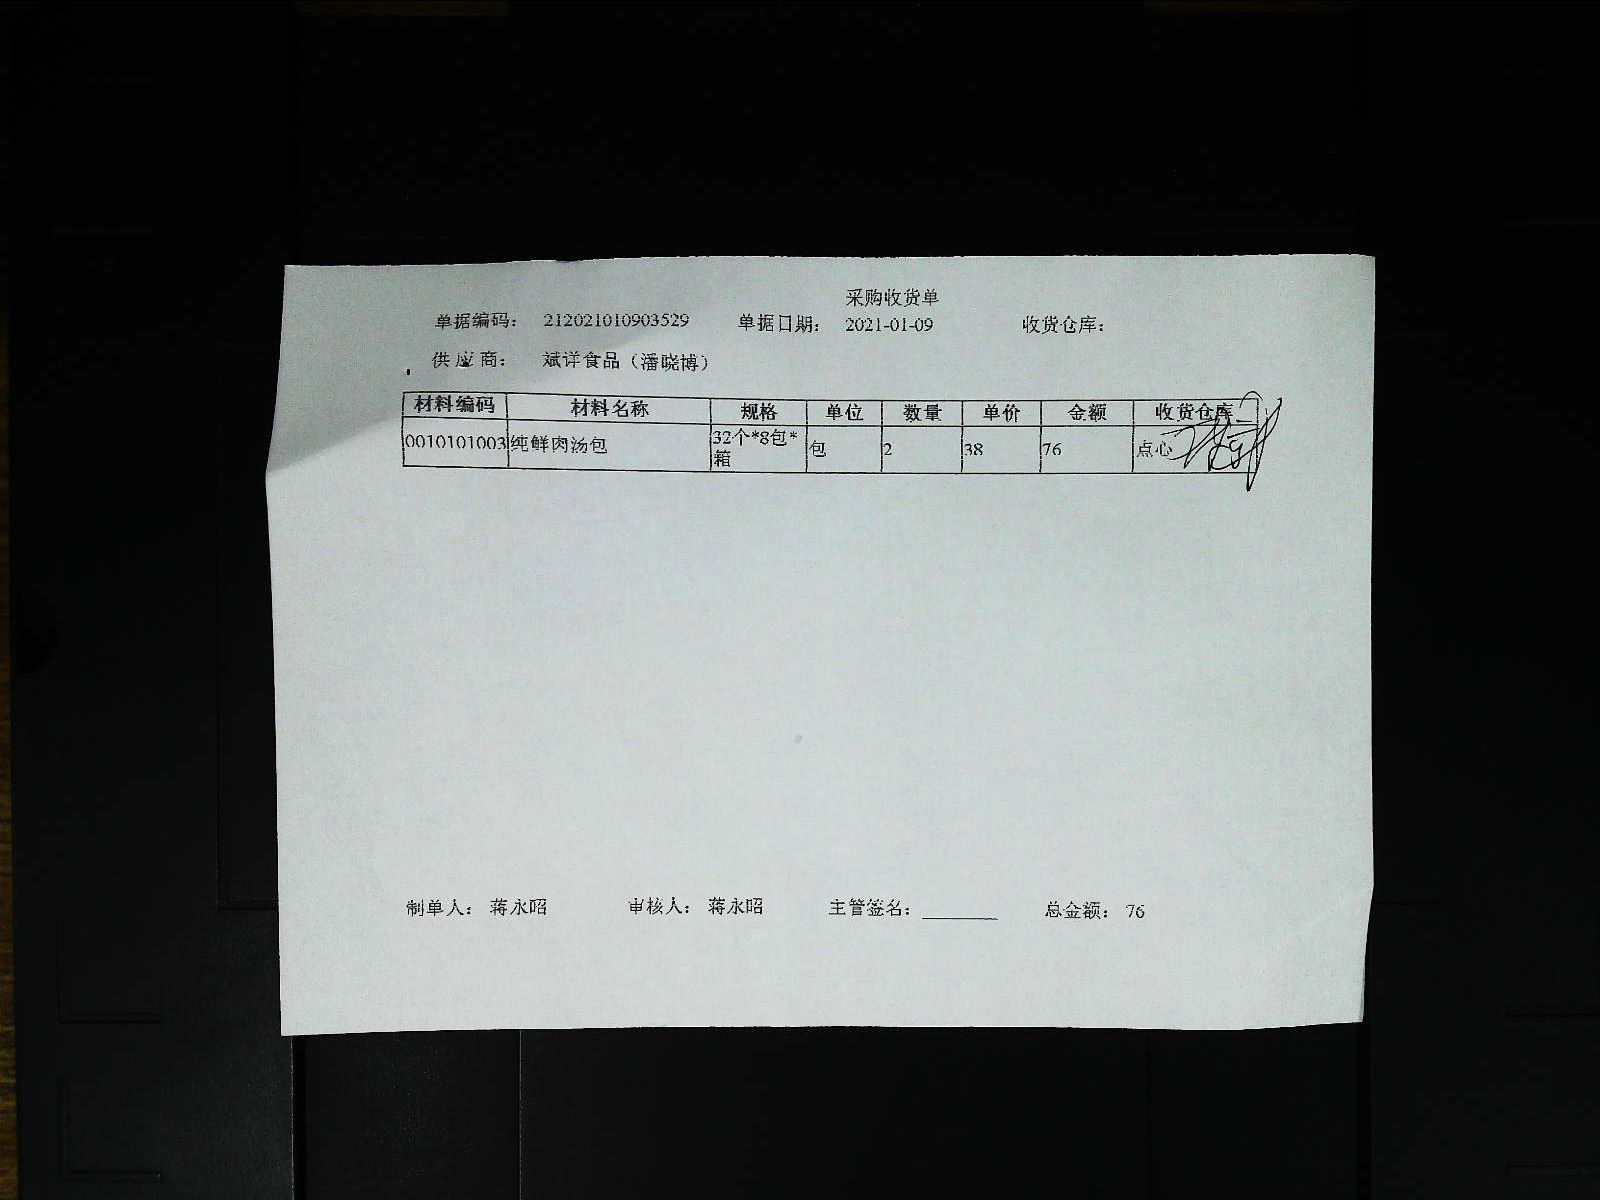 采购收货单
单据编码： 212021010903529 单据日期： 2021-01-09 收货仓库：
供应商： 斌详食品（潘晓博）
材料编码 材料名称 规格 单位 数量 单价 金额 收货仓库
0010101003 纯鲜肉汤包 32个*8包*箱 包 2 38 76 点心
制单人： 蒋永昭 审核人： 蒋永昭 主管签名： 总金额： 76